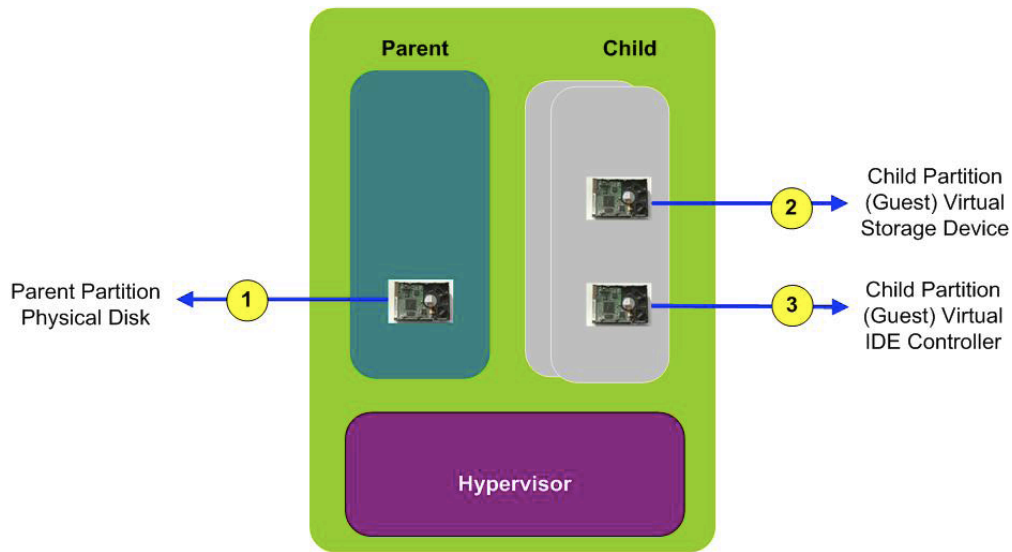 Parent
Child
Parent Partition
Physical Disk
1
2
Child Partition
(Guest) Virtual
Storage Device
3
Child Partition
(Guest) Virtual
IDE Controller
Hypervisor